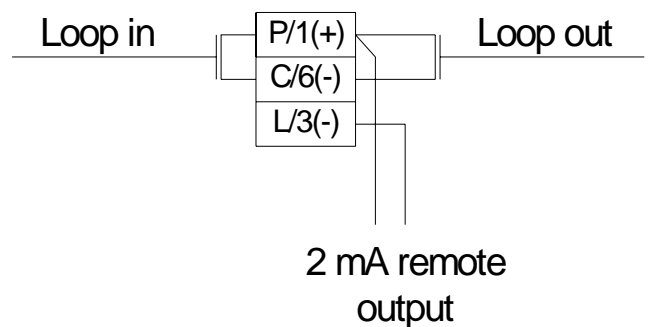 Loop in
P/1(+)
Loop out
C/6(-)
L/3(-)
2 mA remote
output